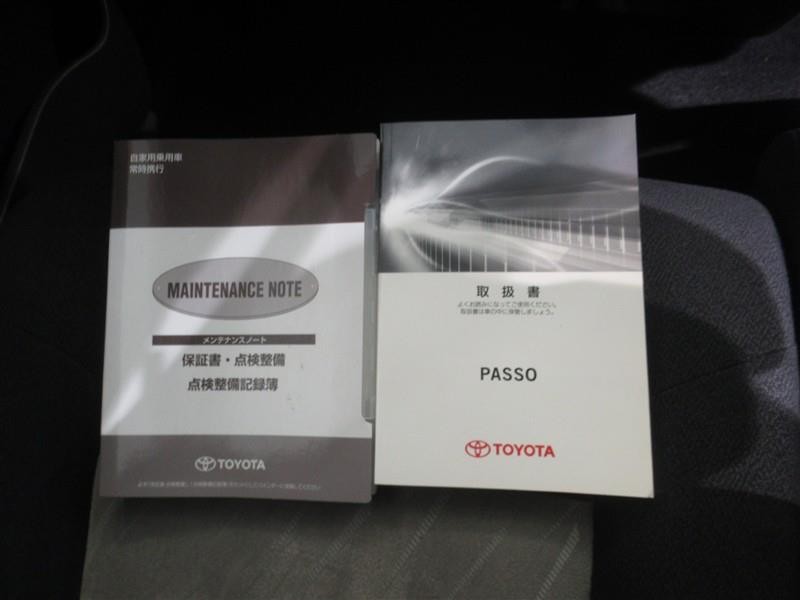 自家用乗用車
常時携行
MAINTENANCE NOTE
メンテナンスノート
保証書・点検整備
点検整備記録簿
TOYOTA
取扱書
よくお読みになってご使用ください。
取扱書は車の中に保管しましょう。
PASSO
TOYOTA